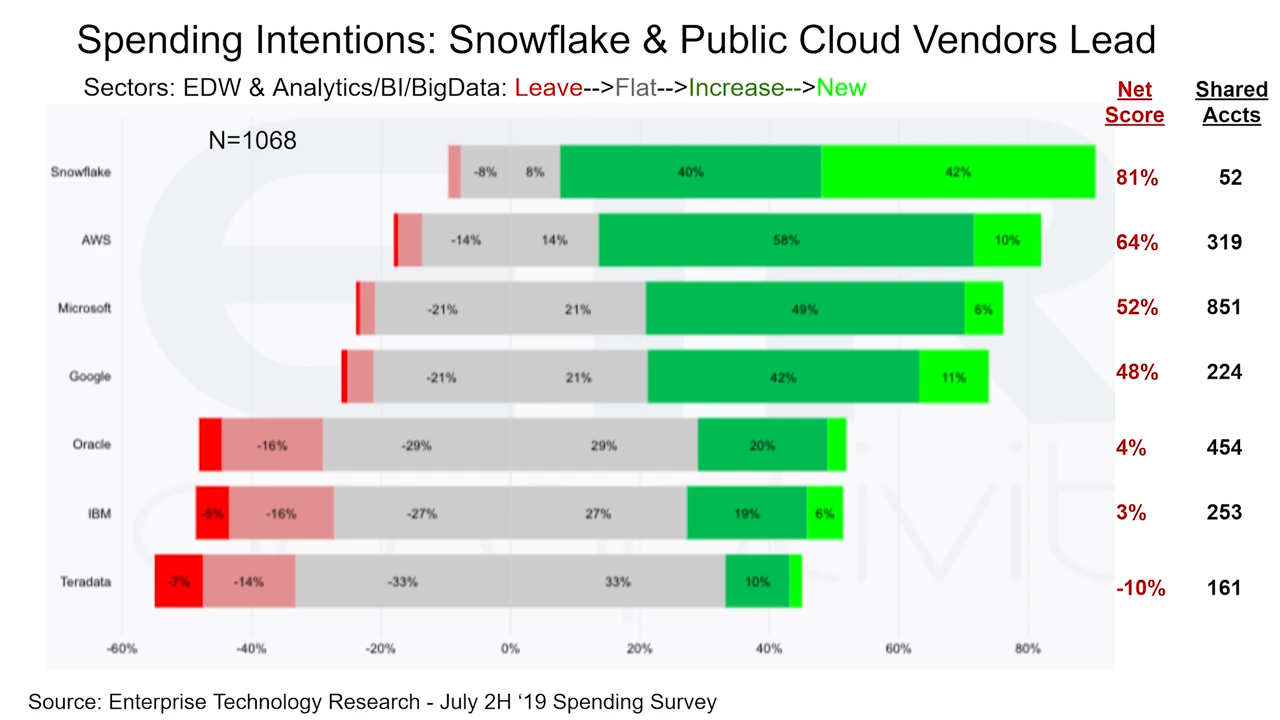 Spending Intentions: Snowflake & Public Cloud Vendors Lead
Sectors: EDW & Analytics/BI/BigData: Leave-->Flat-->Increase-->New
Net Score
Shared Accts
N=1068
Snowflake -8% 8% 40% 42% 81% 52
AWS -14% 14% 58% 10% 64% 319
Microsoft -21% 21% 49% 6% 52% 851
Google -21% 21% 42% 11% 48% 224
Oracle -16% -29% 29% 20% 4% 454
IBM -5% -16% -27% 27% 19% 6% 3% 253
Teradata -7% -14% -33% 33% 10% -10% 161
-60% -40% -20% 0% 20% 40% 60% 80%
Source: Enterprise Technology Research - July 2H ‘19 Spending Survey